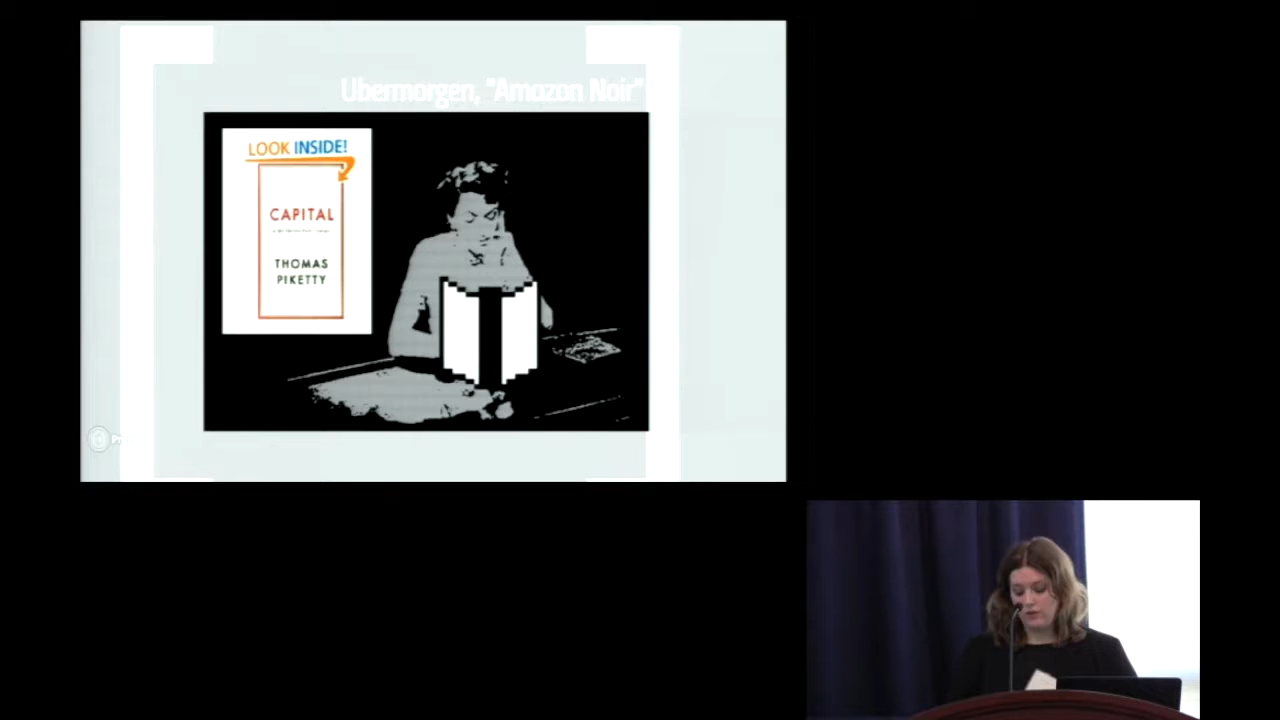 Ubermorgen, "Amazon Noir"
LOOK INSIDE!
CAPITAL
THOMAS
PIKETTY